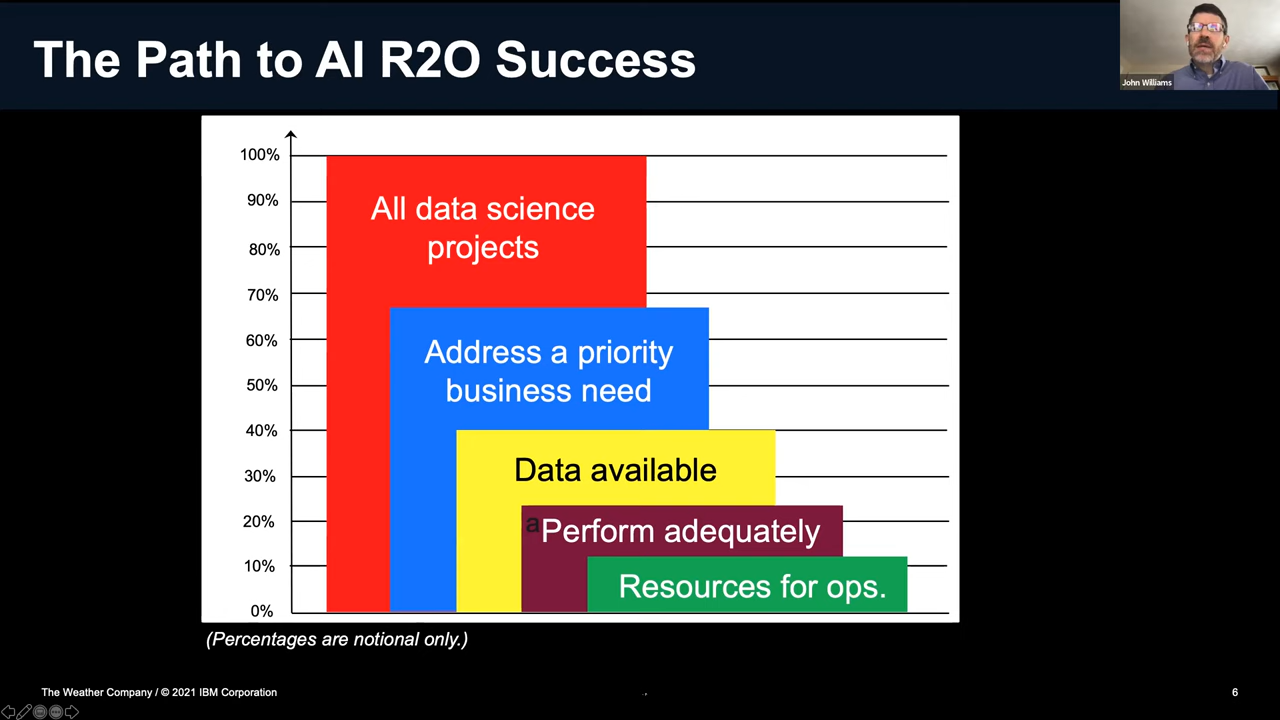 The Path to AI R2O Success
John Williams
100%
90%
80%
70%
60%
50%
40%
30%
20%
10%
0%
All data science
projects
Address a priority
business need
Data available
a
Perform adequately
Resources for ops.
(Percentages are notional only.)
The Weather Company / © 2021 IBM Corporation
6